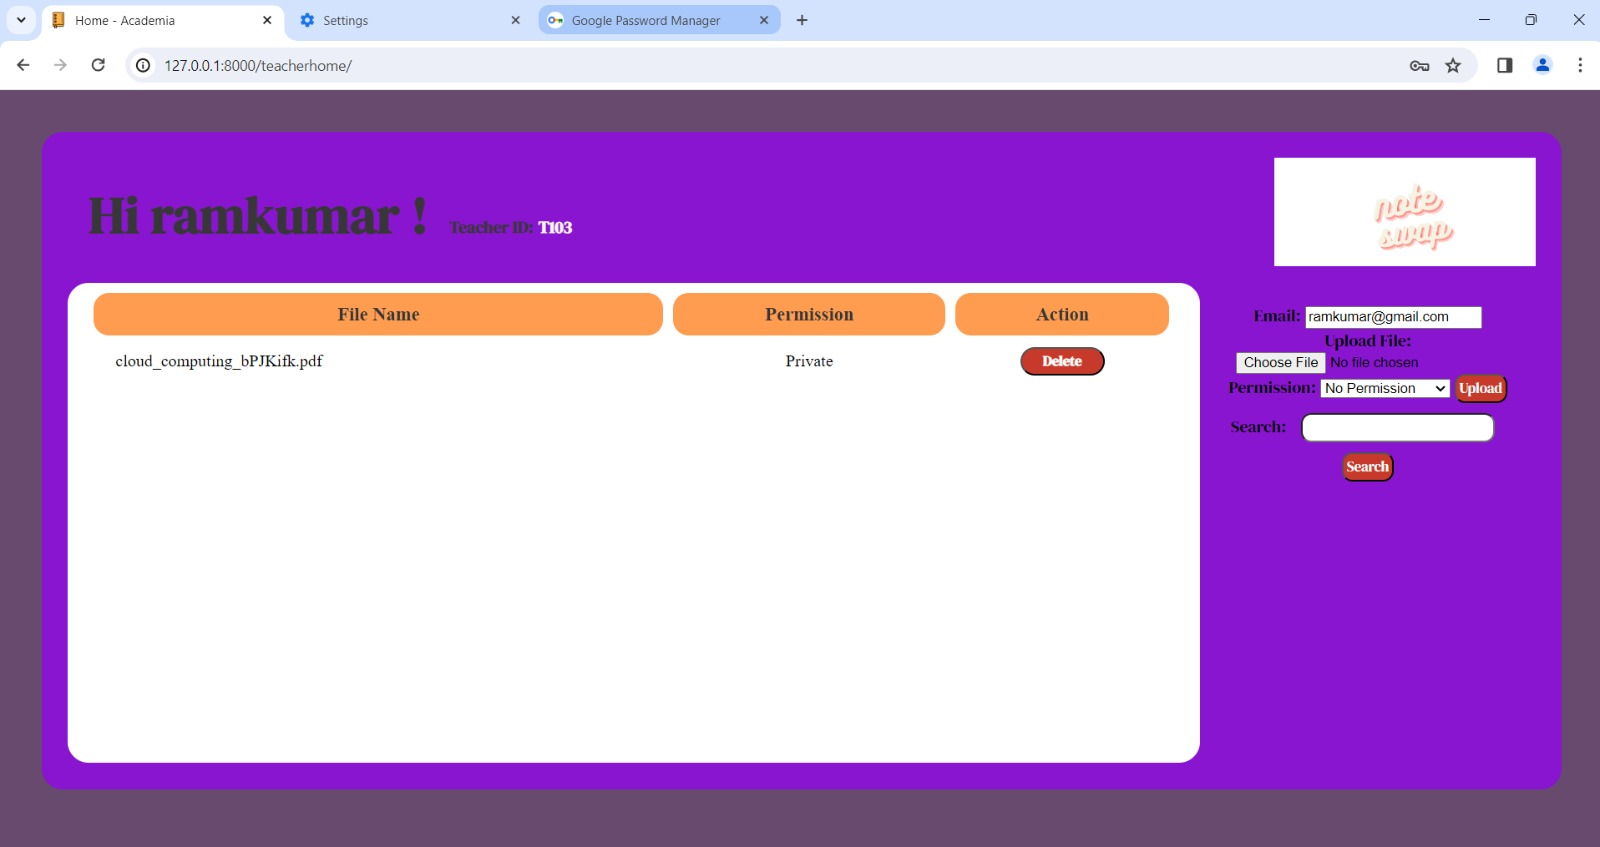 Home - Academia
Settings
Google Password Manager
127.0.0.1:8000/teacherhome/
Hi ramkumar ! Teacher ID: T103
note
swap
File Name Permission Action
cloud_computing_bPJKifk.pdf Private Delete
Email: ramkumar@gmail.com
Upload File:
Choose File No file chosen
Permission: No Permission Upload
Search:
Search